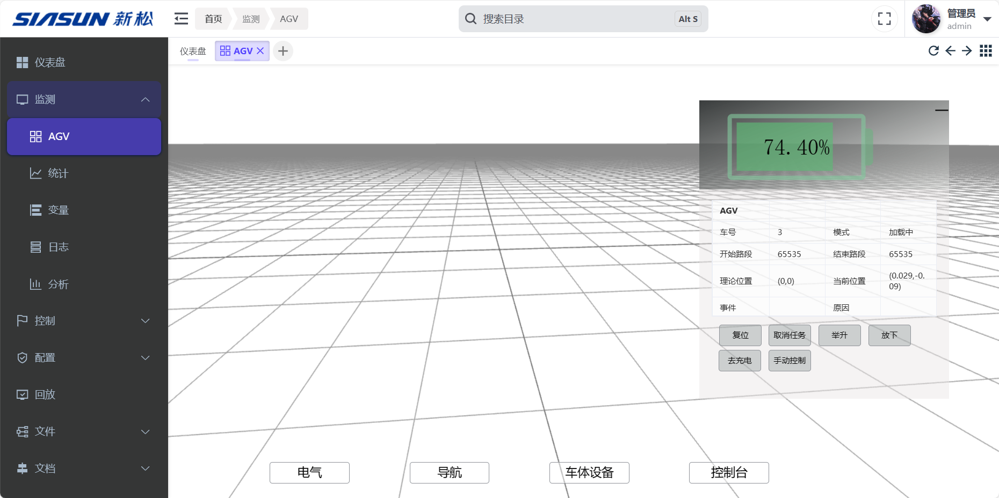 SIASUN 新松
首页 监测 AGV
搜索目录 Alt S
管理员
admin
仪表盘 AGV
仪表盘
监测
AGV
统计
变量
日志
分析
控制
配置
回放
文件
文档
74.40%
AGV
车号 3 模式 加载中
开始路段 65535 结束路段 65535
理论位置 (0,0) 当前位置 (0.029,-0.
09)
事件 原因
复位 取消任务 举升 放下
去充电 手动控制
电气 导航 车体设备 控制台